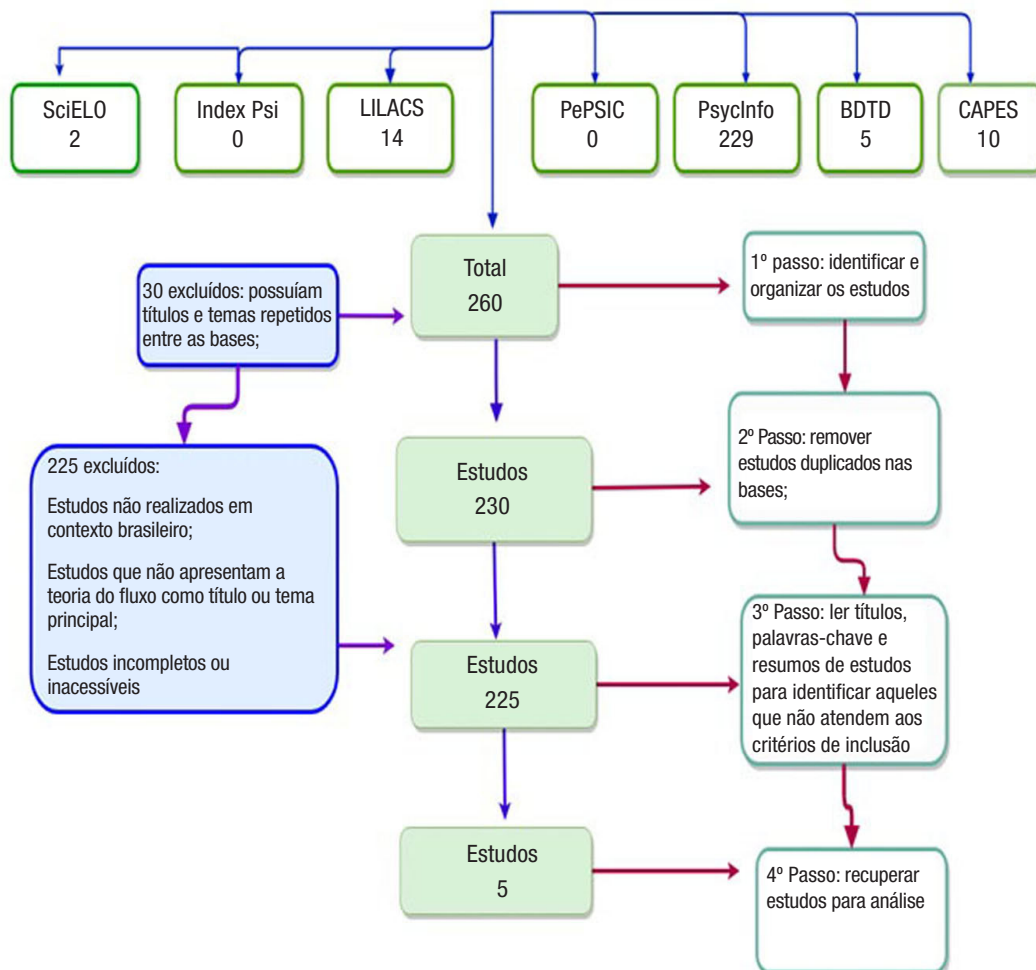 SciELO
2
Index Psi
0
LILACS
14
PePSIC
0
PsycInfo
229
BDTD
5
CAPES
10
Total
260
1º passo: identificar e
organizar os estudos
30 excluídos: possuíam
títulos e temas repetidos
entre as bases;
Estudos
230
2º Passo: remover
estudos duplicados nas
bases;
225 excluídos:
Estudos não realizados em
contexto brasileiro;
Estudos que não apresentam a
teoria do fluxo como título ou tema
principal;
Estudos incompletos ou
inacessíveis
Estudos
225
3º Passo: ler títulos,
palavras-chave e
resumos de estudos
para identificar aqueles
que não atendem aos
critérios de inclusão
Estudos
5
4º Passo: recuperar
estudos para análise